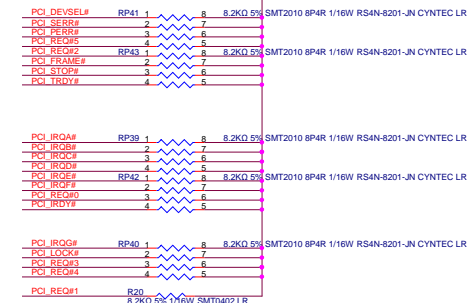 PCI_DEVSEL# RP41 1 8 8.2KΩ 5% SMT2010 8P4R 1/16W RS4N-8201-JN CYNTEC LR
PCI_SERR# 2 7
PCI_PERR# 3 6
PCI_REQ#5 4 5
PCI_REQ#2 RP43 1 8 8.2KΩ 5% SMT2010 8P4R 1/16W RS4N-8201-JN CYNTEC LR
PCI_FRAME# 2 7
PCI_STOP# 3 6
PCI_TRDY# 4 5
PCI_IRQA# RP39 1 8 8.2KΩ 5% SMT2010 8P4R 1/16W RS4N-8201-JN CYNTEC LR
PCI_IRQB# 2 7
PCI_IRQC# 3 6
PCI_IRQD# 4 5
PCI_IRQE# RP42 1 8 8.2KΩ 5% SMT2010 8P4R 1/16W RS4N-8201-JN CYNTEC LR
PCI_IRQF# 2 7
PCI_REQ#0 3 6
PCI_IRDY# 4 5
PCI_IRQG# RP40 1 8 8.2KΩ 5% SMT2010 8P4R 1/16W RS4N-8201-JN CYNTEC LR
PCI_LOCK# 2 7
PCI_REQ#3 3 6
PCI_REQ#4 4 5
PCI_REQ#1 R20
8.2KΩ 5% 1/16W SMT0402 LR